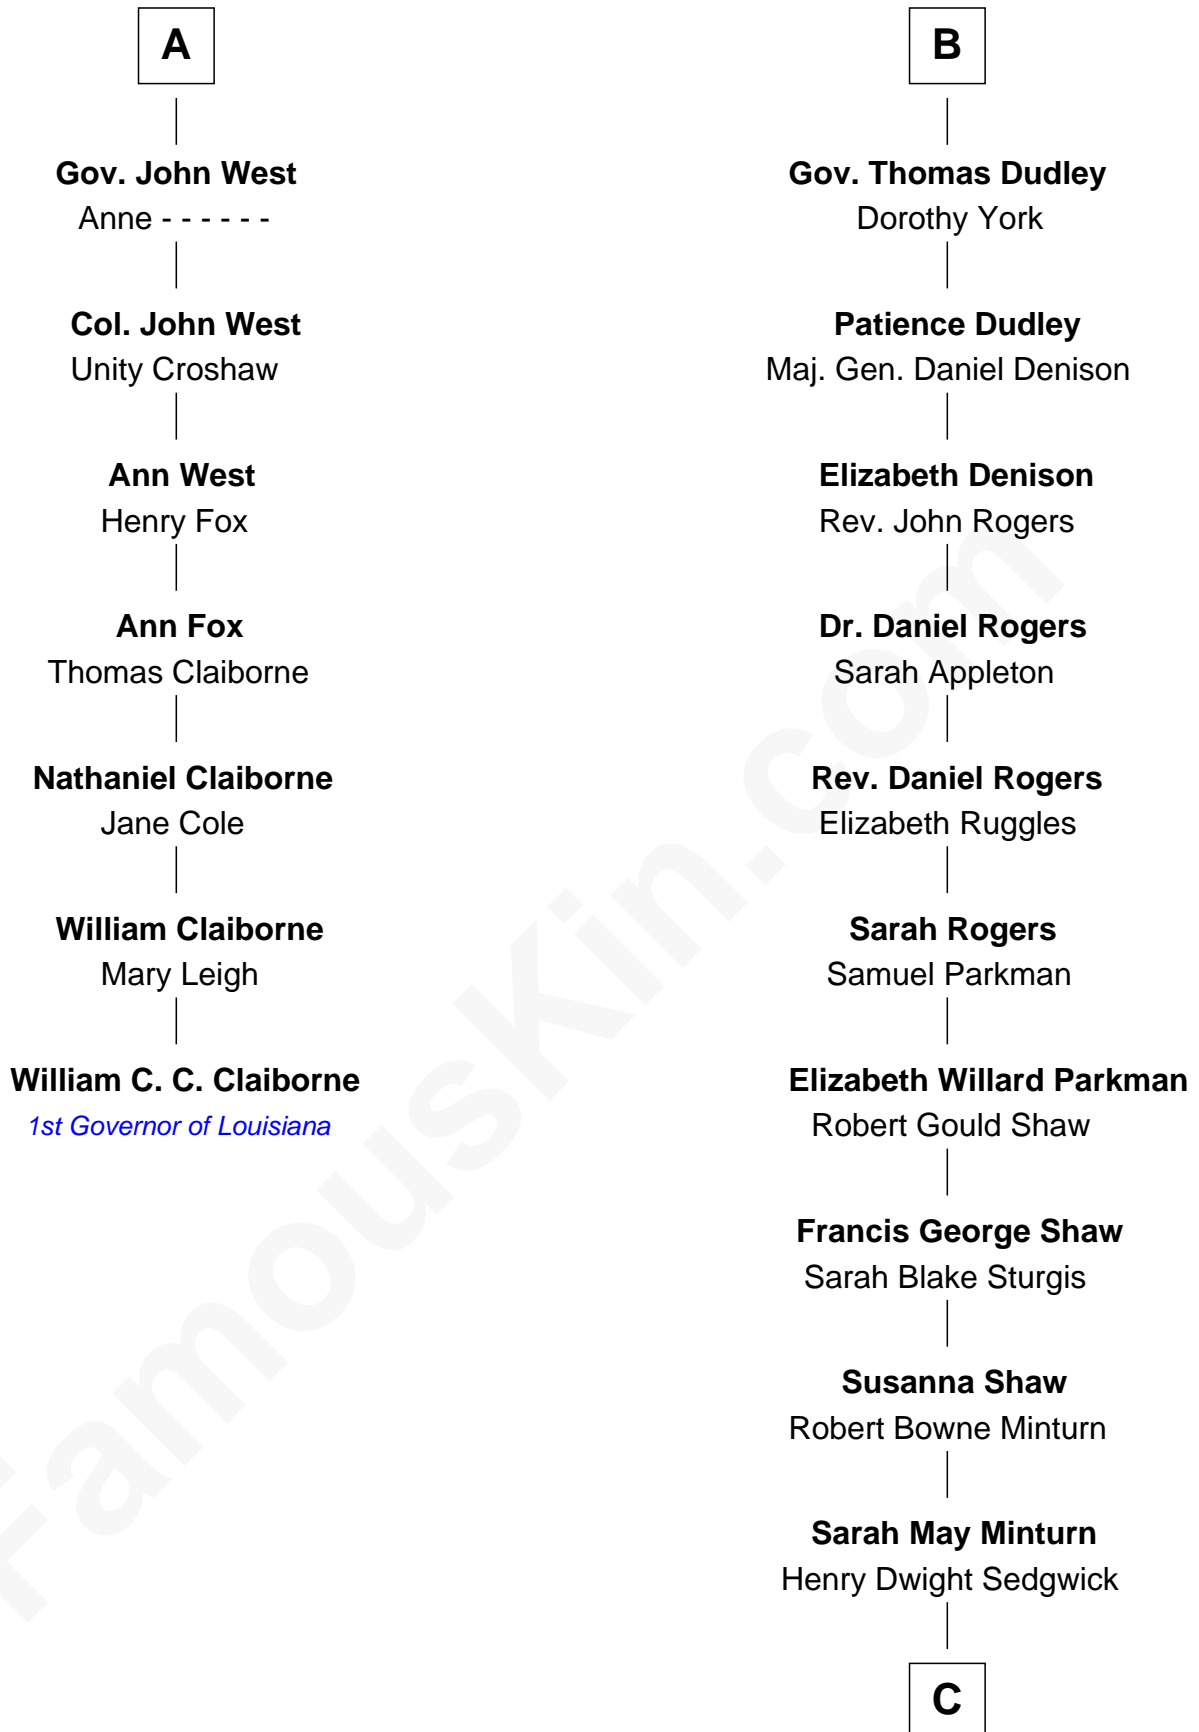 A
Gov. John West
Anne - - - - - -
Col. John West
Unity Croshaw
Ann West
Henry Fox
Ann Fox
Thomas Claiborne
Nathaniel Claiborne
Jane Cole
William Claiborne
Mary Leigh
William C. C. Claiborne
1st Governor of Louisiana
B
Gov. Thomas Dudley
Dorothy York
Patience Dudley
Maj. Gen. Daniel Denison
Elizabeth Denison
Rev. John Rogers
Dr. Daniel Rogers
Sarah Appleton
Rev. Daniel Rogers
Elizabeth Ruggles
Sarah Rogers
Samuel Parkman
Elizabeth Willard Parkman
Robert Gould Shaw
Francis George Shaw
Sarah Blake Sturgis
Susanna Shaw
Robert Bowne Minturn
Sarah May Minturn
Henry Dwight Sedgwick
C
FamousKin.com